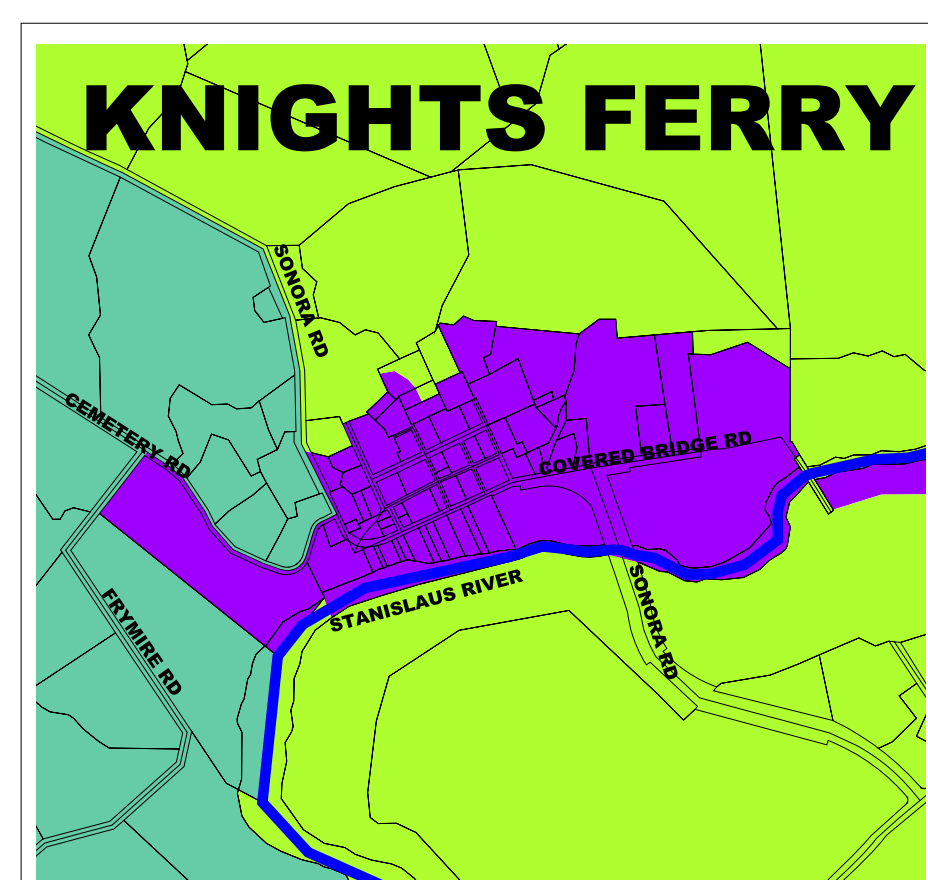 KNIGHTS FERRY
SONORA RD
CEMETERY RD
COVERED BRIDGE RD
STANISLAUS RIVER
SONORA RD
FRYMIRE RD